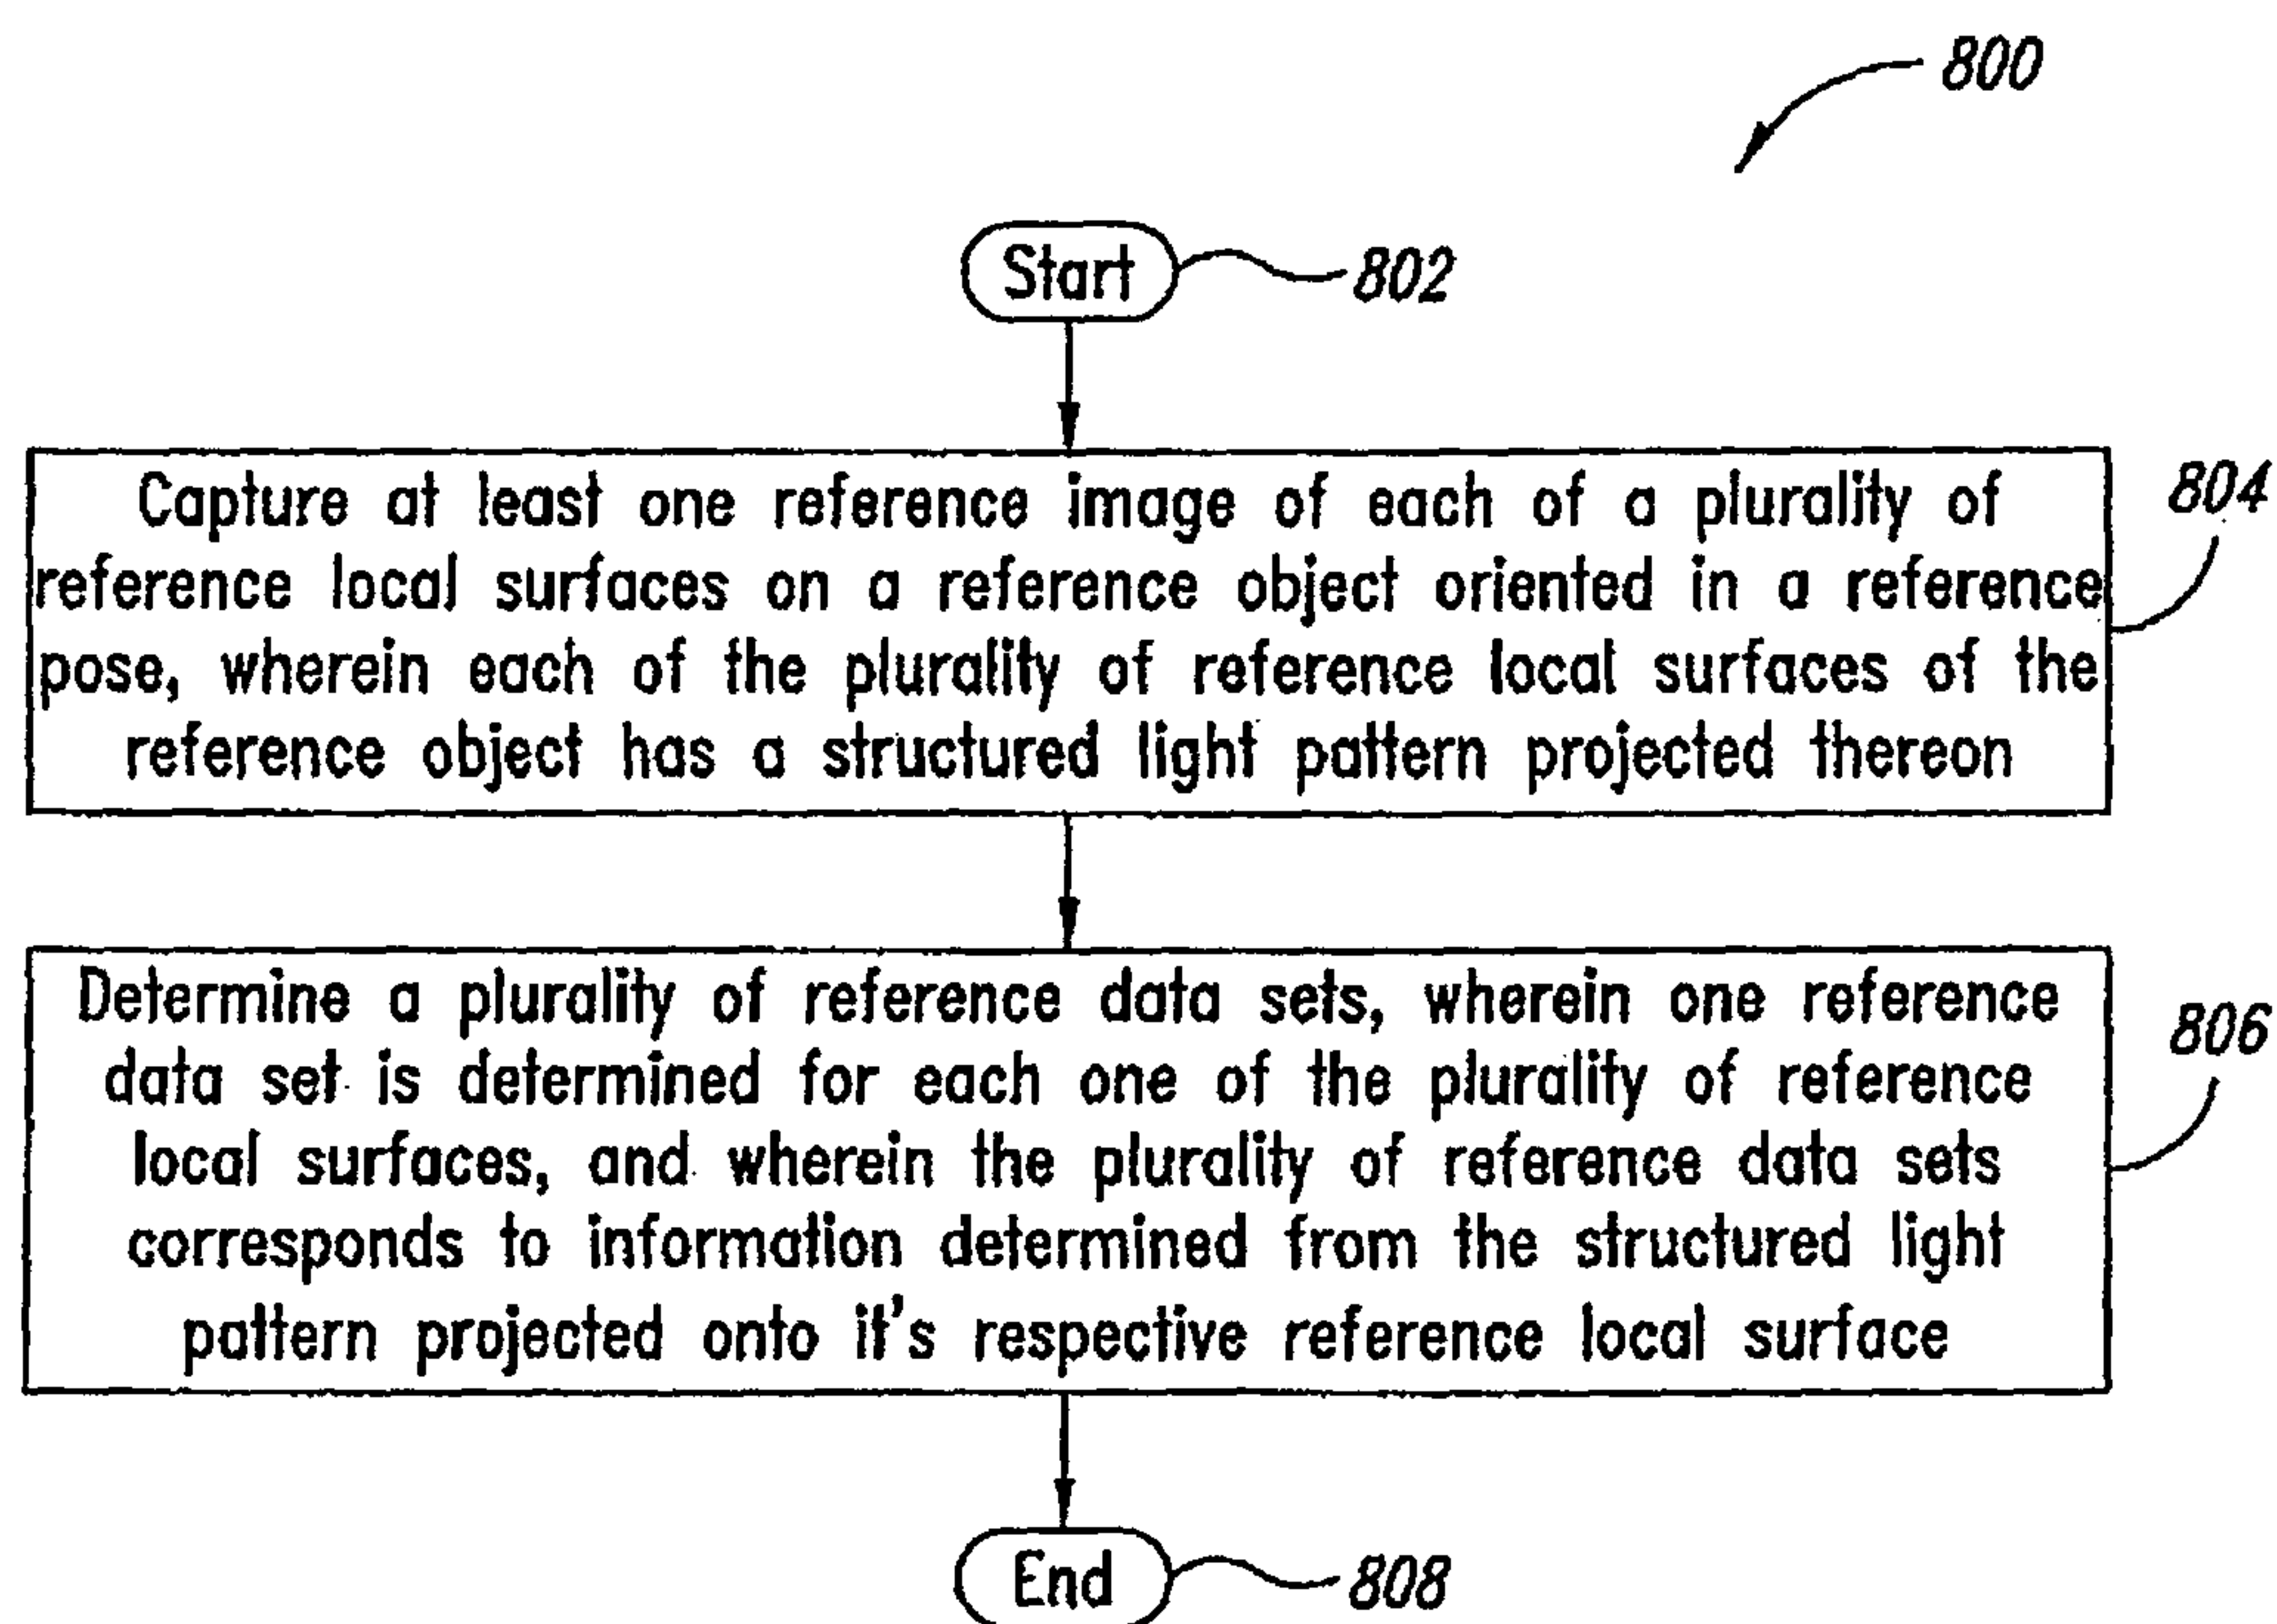 800
Start
802
Capture at least one reference image of each of a plurality of
reference local surfaces on a reference object oriented in a reference
pose, wherein each of the plurality of reference local surfaces of the
reference object has a structured light pattern projected thereon
804
Determine a plurality of reference data sets, wherein one reference
data set is determined for each one of the plurality of reference
local surfaces, and wherein the plurality of reference data sets
corresponds to information determined from the structured light
pattern projected onto it's respective reference local surface
806
End
808